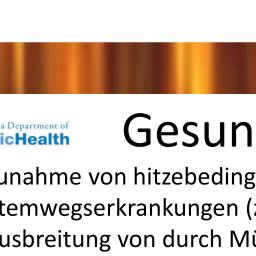 a Department of
icHealth
Gesun
unahme von hitzebeding
temwegserkrankungen (z
usbreitung von durch Mü